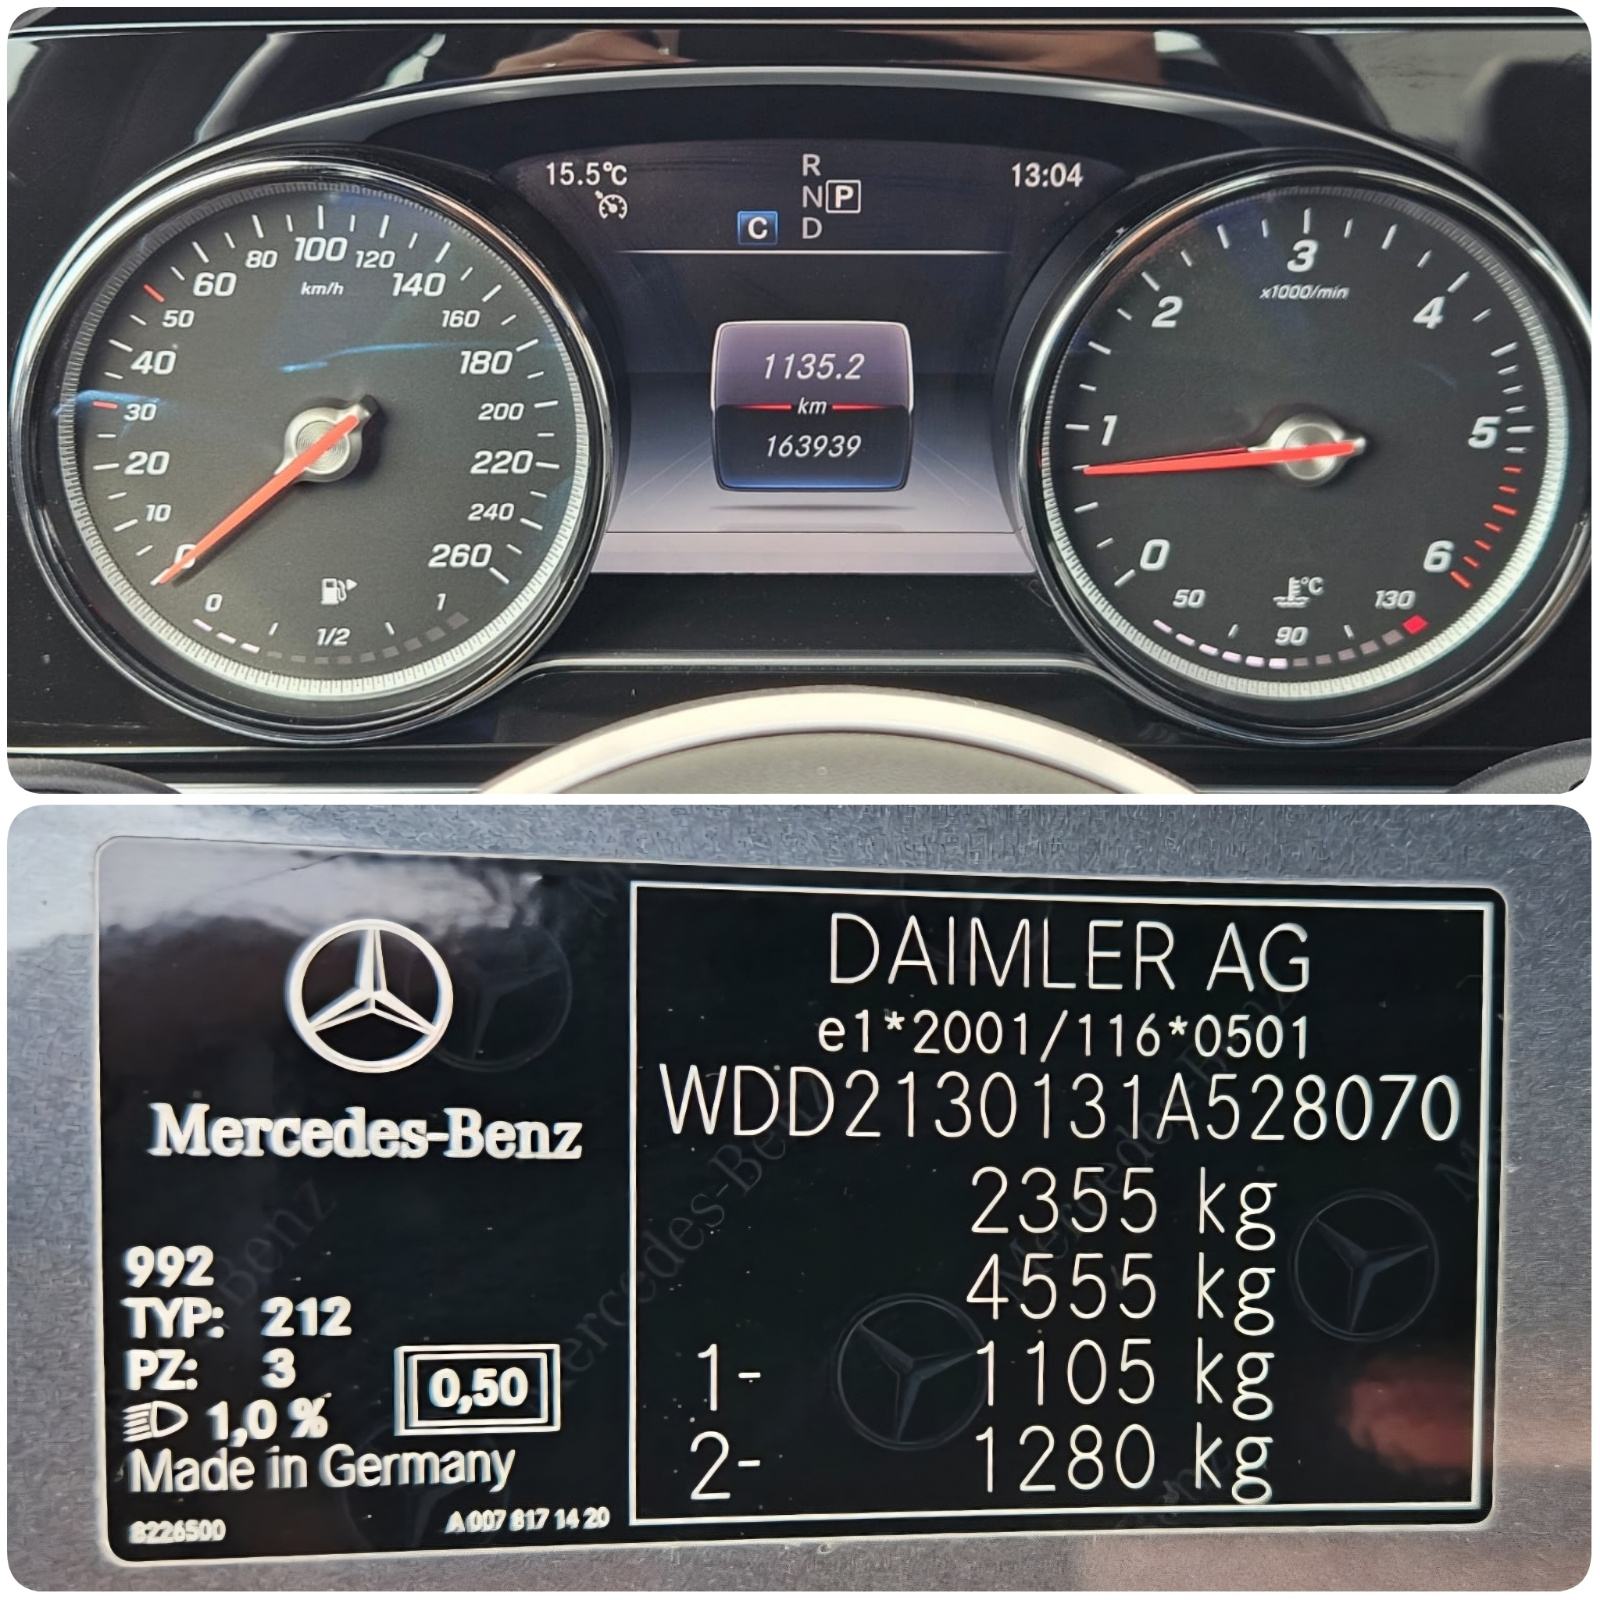 15.5°C
R
N P
C D
13:04
1135.2
km
163939
0
10
20
30
40
50
60
80
100
120
140
160
180
200
220
240
260
km/h
0
1/2
1
0
1
2
3
4
5
6
x1000/min
50
90
130
°C
Mercedes-Benz
992
TYP: 212
PZ: 3
1,0 %
0,50
Made in Germany
8226500
A 007 817 14 20
DAIMLER AG
e1*2001/116*0501
WDD2130131A528070
2355 kg
4555 kg
1- 1105 kg
2- 1280 kg